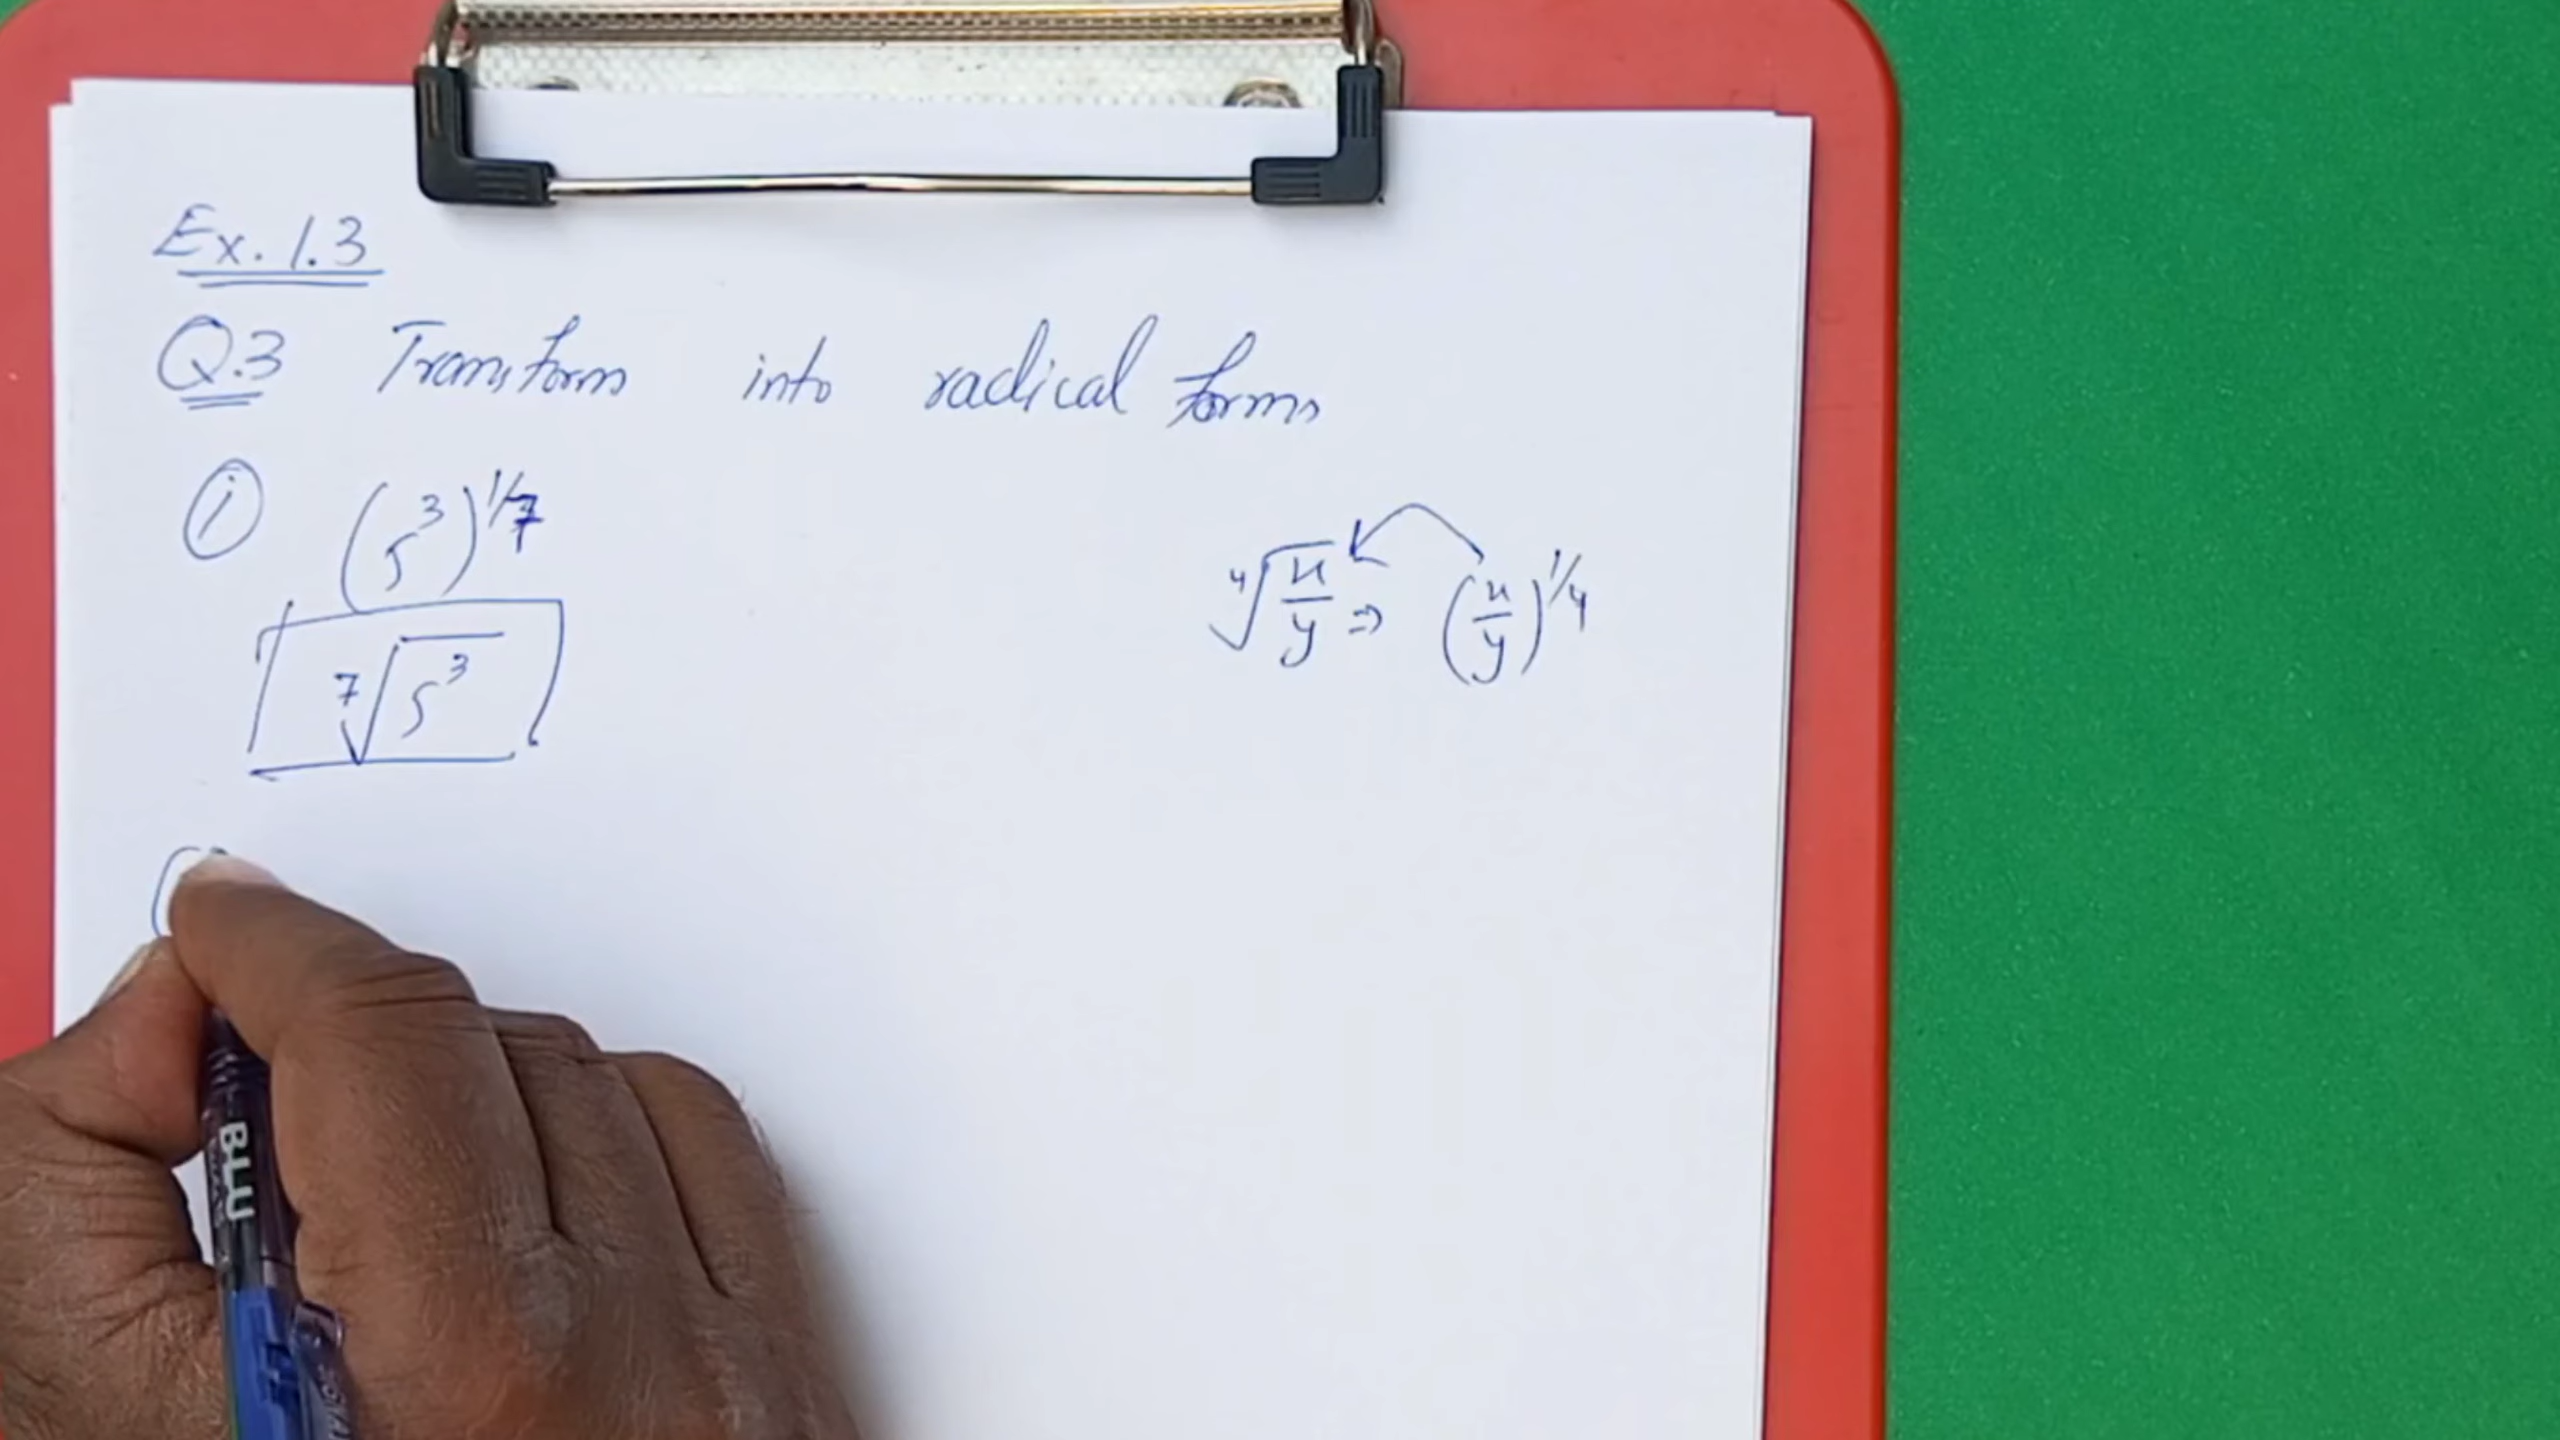 Ex. 1.3
Q.3 Transform into radical forms
(i) (5³)^1/7
⁷√5³
⁴√x/y ⇒ (x/y)^1/4
BLU